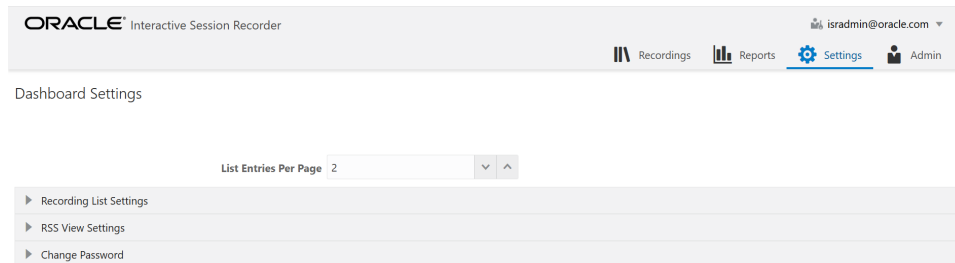 ORACLE® Interactive Session Recorder
isradmin@oracle.com
Recordings Reports Settings Admin
Dashboard Settings
List Entries Per Page 2
Recording List Settings
RSS View Settings
Change Password